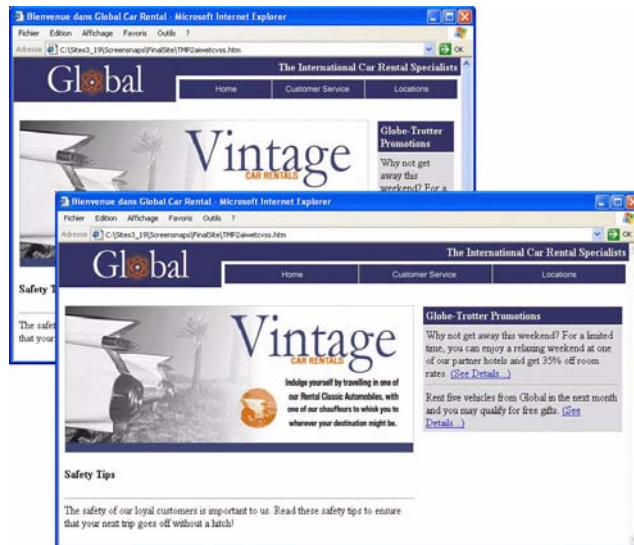 Bienvenue dans Global Car Rental - Microsoft Internet Explorer
Fichier Edition Affichage Favoris Outils ?
Adresse C:\Sites3_19\Screensnaps\FinalSite\TMP2aiwetcvss.htm OK
The International Car Rental Specialists
Global
Home Customer Service Locations
Vintage
CAR RENTALS
Globe-Trotter
Promotions
Why not get
away this
weekend? For a
Safety T
The safet
that your
Bienvenue dans Global Car Rental - Microsoft Internet Explorer
Fichier Edition Affichage Favoris Outils ?
Adresse C:\Sites3_19\Screensnaps\FinalSite\TMP2aiwetcvss.htm OK
The International Car Rental Specialists
Global
Home Customer Service Locations
Vintage
CAR RENTALS
Indulge yourself by travelling in one of
our Rental Classic Automobiles, with
one of our chauffeurs to whisk you to
wherever your destination might be.
Globe-Trotter Promotions
Why not get away this weekend? For a limited
time, you can enjoy a relaxing weekend at one
of our partner hotels and get 35% off room
rates. (See Details...)
Rent five vehicles from Global in the next month
and you may qualify for free gifts. (See
Details...)
Safety Tips
The safety of our loyal customers is important to us. Read these safety tips to ensure
that your next trip goes off without a hitch!